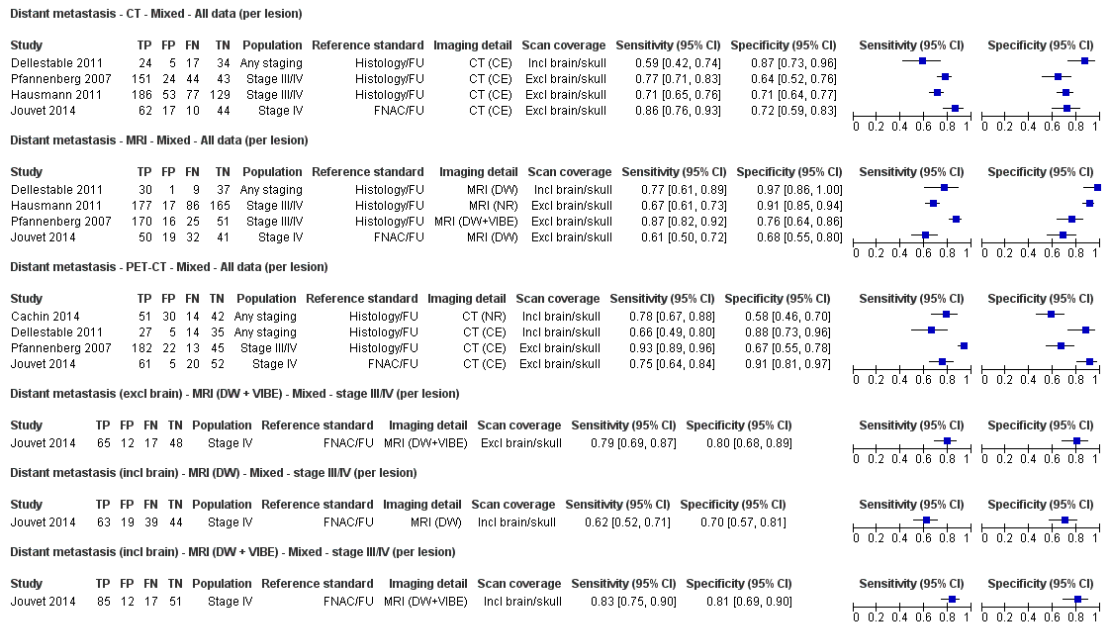 Distant metastasis - CT - Mixed - All data (per lesion)
Study TP FP FN TN Population Reference standard Imaging detail Scan coverage Sensitivity (95% CI) Specificity (95% CI) Sensitivity (95% CI) Specificity (95% CI)
Dellestable 2011 24 5 17 34 Any staging Histology/FU CT (CE) Incl brain/skull 0.59 [0.42, 0.74] 0.87 [0.73, 0.96]
Pfannenberg 2007 151 24 44 43 Stage III/IV Histology/FU CT (CE) Excl brain/skull 0.77 [0.71, 0.83] 0.64 [0.52, 0.76]
Hausmann 2011 186 53 77 129 Stage III/IV Histology/FU CT (CE) Excl brain/skull 0.71 [0.65, 0.76] 0.71 [0.64, 0.77]
Jouvet 2014 62 17 10 44 Stage IV FNAC/FU CT (CE) Excl brain/skull 0.86 [0.76, 0.93] 0.72 [0.59, 0.83]
0 0.2 0.4 0.6 0.8 1 0 0.2 0.4 0.6 0.8 1
Distant metastasis - MRI - Mixed - All data (per lesion)
Study TP FP FN TN Population Reference standard Imaging detail Scan coverage Sensitivity (95% CI) Specificity (95% CI) Sensitivity (95% CI) Specificity (95% CI)
Dellestable 2011 30 1 9 37 Any staging Histology/FU MRI (DW) Incl brain/skull 0.77 [0.61, 0.89] 0.97 [0.86, 1.00]
Hausmann 2011 177 17 86 165 Stage III/IV Histology/FU MRI (NR) Excl brain/skull 0.67 [0.61, 0.73] 0.91 [0.85, 0.94]
Pfannenberg 2007 170 16 25 51 Stage III/IV Histology/FU MRI (DW+VIBE) Excl brain/skull 0.87 [0.82, 0.92] 0.76 [0.64, 0.86]
Jouvet 2014 50 19 32 41 Stage IV FNAC/FU MRI (DW) Excl brain/skull 0.61 [0.50, 0.72] 0.68 [0.55, 0.80]
0 0.2 0.4 0.6 0.8 1 0 0.2 0.4 0.6 0.8 1
Distant metastasis - PET-CT - Mixed - All data (per lesion)
Study TP FP FN TN Population Reference standard Imaging detail Scan coverage Sensitivity (95% CI) Specificity (95% CI) Sensitivity (95% CI) Specificity (95% CI)
Cachin 2014 51 30 14 42 Any staging Histology/FU CT (NR) Incl brain/skull 0.78 [0.67, 0.88] 0.58 [0.46, 0.70]
Dellestable 2011 27 5 14 35 Any staging Histology/FU CT (CE) Incl brain/skull 0.66 [0.49, 0.80] 0.88 [0.73, 0.96]
Pfannenberg 2007 182 22 13 45 Stage III/IV Histology/FU CT (CE) Excl brain/skull 0.93 [0.89, 0.96] 0.67 [0.55, 0.78]
Jouvet 2014 61 5 20 52 Stage IV FNAC/FU CT (CE) Excl brain/skull 0.75 [0.64, 0.84] 0.91 [0.81, 0.97]
0 0.2 0.4 0.6 0.8 1 0 0.2 0.4 0.6 0.8 1
Distant metastasis (excl brain) - MRI (DW + VIBE) - Mixed - stage III/IV (per lesion)
Study TP FP FN TN Population Reference standard Imaging detail Scan coverage Sensitivity (95% CI) Specificity (95% CI) Sensitivity (95% CI) Specificity (95% CI)
Jouvet 2014 65 12 17 48 Stage IV FNAC/FU MRI (DW+VIBE) Excl brain/skull 0.79 [0.69, 0.87] 0.80 [0.68, 0.89]
0 0.2 0.4 0.6 0.8 1 0 0.2 0.4 0.6 0.8 1
Distant metastasis (incl brain) - MRI (DW) - Mixed - stage III/IV (per lesion)
Study TP FP FN TN Population Reference standard Imaging detail Scan coverage Sensitivity (95% CI) Specificity (95% CI) Sensitivity (95% CI) Specificity (95% CI)
Jouvet 2014 63 19 39 44 Stage IV FNAC/FU MRI (DW) Incl brain/skull 0.62 [0.52, 0.71] 0.70 [0.57, 0.81]
0 0.2 0.4 0.6 0.8 1 0 0.2 0.4 0.6 0.8 1
Distant metastasis (incl brain) - MRI (DW + VIBE) - Mixed - stage III/IV (per lesion)
Study TP FP FN TN Population Reference standard Imaging detail Scan coverage Sensitivity (95% CI) Specificity (95% CI) Sensitivity (95% CI) Specificity (95% CI)
Jouvet 2014 85 12 17 51 Stage IV FNAC/FU MRI (DW+VIBE) Incl brain/skull 0.83 [0.75, 0.90] 0.81 [0.69, 0.90]
0 0.2 0.4 0.6 0.8 1 0 0.2 0.4 0.6 0.8 1